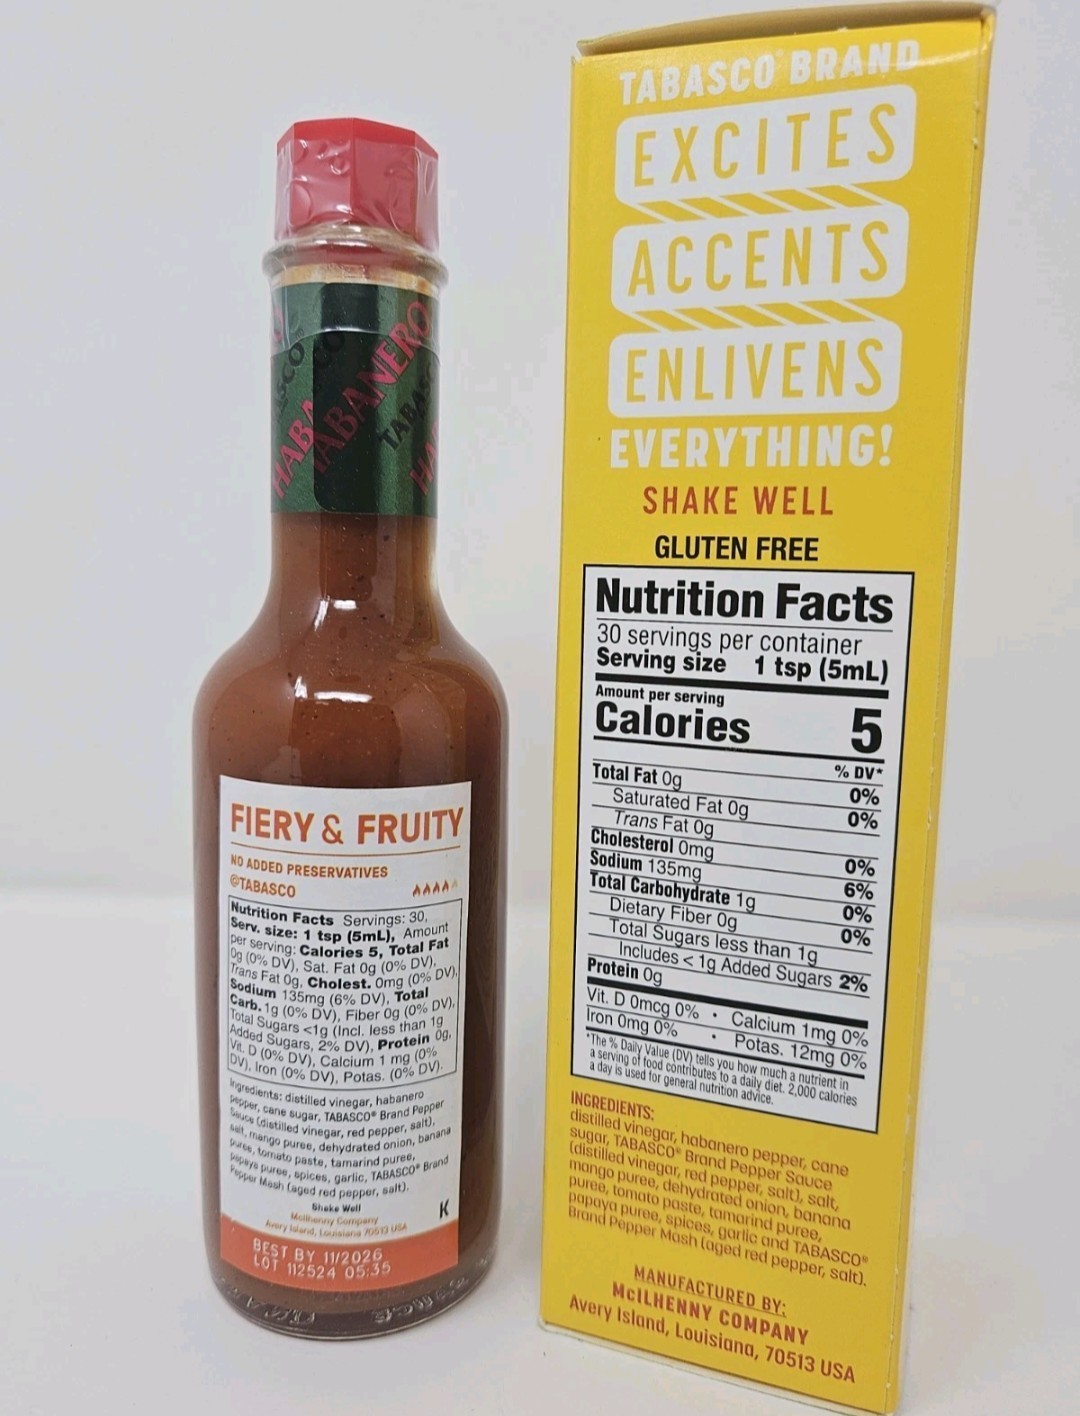 HABANERO
TABASCO
FIERY & FRUITY
NO ADDED PRESERVATIVES
@TABASCO
Nutrition Facts Servings: 30,
Serv. size: 1 tsp (5mL), Amount
per serving: Calories 5, Total Fat
0g (0% DV), Sat. Fat 0g (0% DV),
Trans Fat 0g, Cholest. 0mg (0% DV),
Sodium 135mg (6% DV), Total
Carb. 1g (0% DV), Fiber 0g (0% DV),
Total Sugars <1g (Incl. less than 1g
Added Sugars, 2% DV), Protein 0g,
Vit. D (0% DV), Calcium 1 mg (0%
DV), Iron (0% DV), Potas. (0% DV).
Ingredients: distilled vinegar, habanero
pepper, cane sugar, TABASCO® Brand Pepper
Sauce (distilled vinegar, red pepper, salt),
salt, mango puree, dehydrated onion, banana
puree, tomato paste, tamarind puree,
papaya puree, spices, garlic, TABASCO® Brand
Pepper Mash (aged red pepper, salt).
Shake Well
K
McIlhenny Company
Avery Island, Louisiana 70513 USA
BEST BY 11/2026
LOT 112524 05:35
TABASCO® BRAND
EXCITES
ACCENTS
ENLIVENS
EVERYTHING!
SHAKE WELL
GLUTEN FREE
Nutrition Facts
30 servings per container
Serving size 1 tsp (5mL)
Amount per serving
Calories 5
% DV*
Total Fat 0g 0%
Saturated Fat 0g 0%
Trans Fat 0g
Cholesterol 0mg 0%
Sodium 135mg 6%
Total Carbohydrate 1g 0%
Dietary Fiber 0g 0%
Total Sugars less than 1g
Includes < 1g Added Sugars 2%
Protein 0g
Vit. D 0mcg 0% • Calcium 1mg 0%
Iron 0mg 0% • Potas. 12mg 0%
*The % Daily Value (DV) tells you how much a nutrient in
a serving of food contributes to a daily diet. 2,000 calories
a day is used for general nutrition advice.
INGREDIENTS:
distilled vinegar, habanero pepper, cane
sugar, TABASCO® Brand Pepper Sauce
(distilled vinegar, red pepper, salt), salt,
mango puree, dehydrated onion, banana
puree, tomato paste, tamarind puree,
papaya puree, spices, garlic and TABASCO®
Brand Pepper Mash (aged red pepper, salt).
MANUFACTURED BY:
McILHENNY COMPANY
Avery Island, Louisiana, 70513 USA